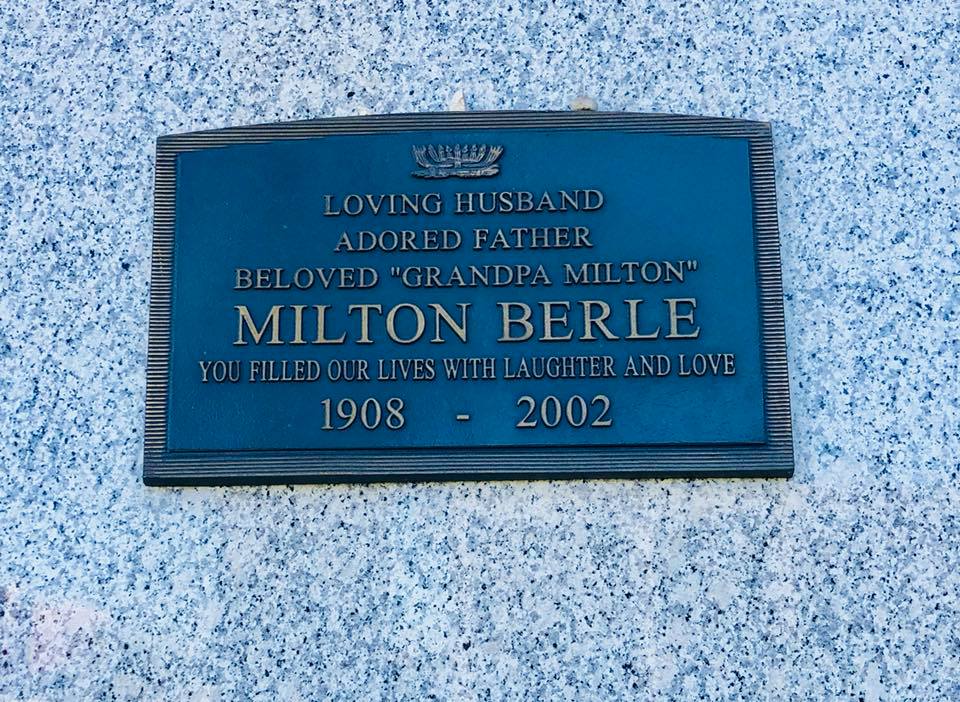 LOVING HUSBAND
ADORED FATHER
BELOVED "GRANDPA MILTON"
MILTON BERLE
YOU FILLED OUR LIVES WITH LAUGHTER AND LOVE
1908 - 2002